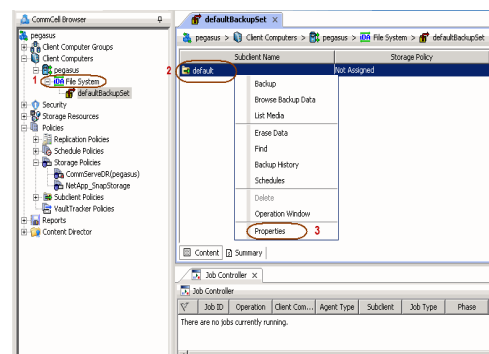 CommCell Browser
pegasus
Client Computer Groups
Client Computers
pegasus
1 iDA File System
defaultBackupSet
Security
Storage Resources
Policies
Replication Policies
Schedule Policies
Storage Policies
CommServeDR(pegasus)
NetApp_SnapStorage
Subclient Policies
VaultTracker Policies
Reports
Content Director
defaultBackupSet
pegasus > Client Computers > pegasus > iDA File System > defaultBackupSet
Subclient Name Storage Policy
2 default Not Assigned
Backup
Browse Backup Data
List Media
Erase Data
Find
Backup History
Schedules
Delete
Operation Window
Properties 3
Content Summary
Job Controller
Job Controller
Job ID Operation Client Com... Agent Type Subclient Job Type Phase
There are no jobs currently running.